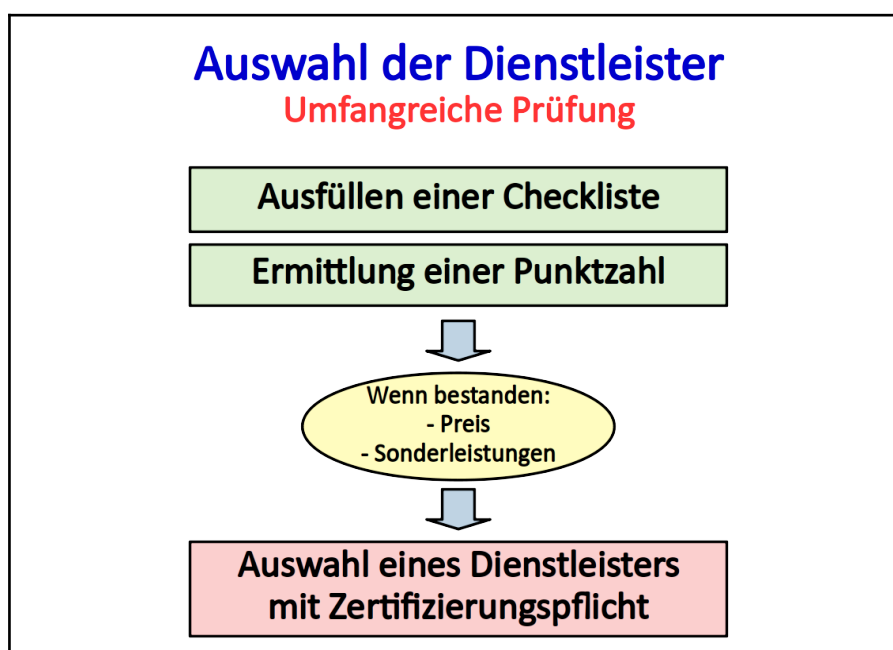 Auswahl der Dienstleister
Umfangreiche Prüfung
Ausfüllen einer Checkliste
Ermittlung einer Punktzahl
Wenn bestanden:
- Preis
- Sonderleistungen
Auswahl eines Dienstleisters
mit Zertifizierungspflicht